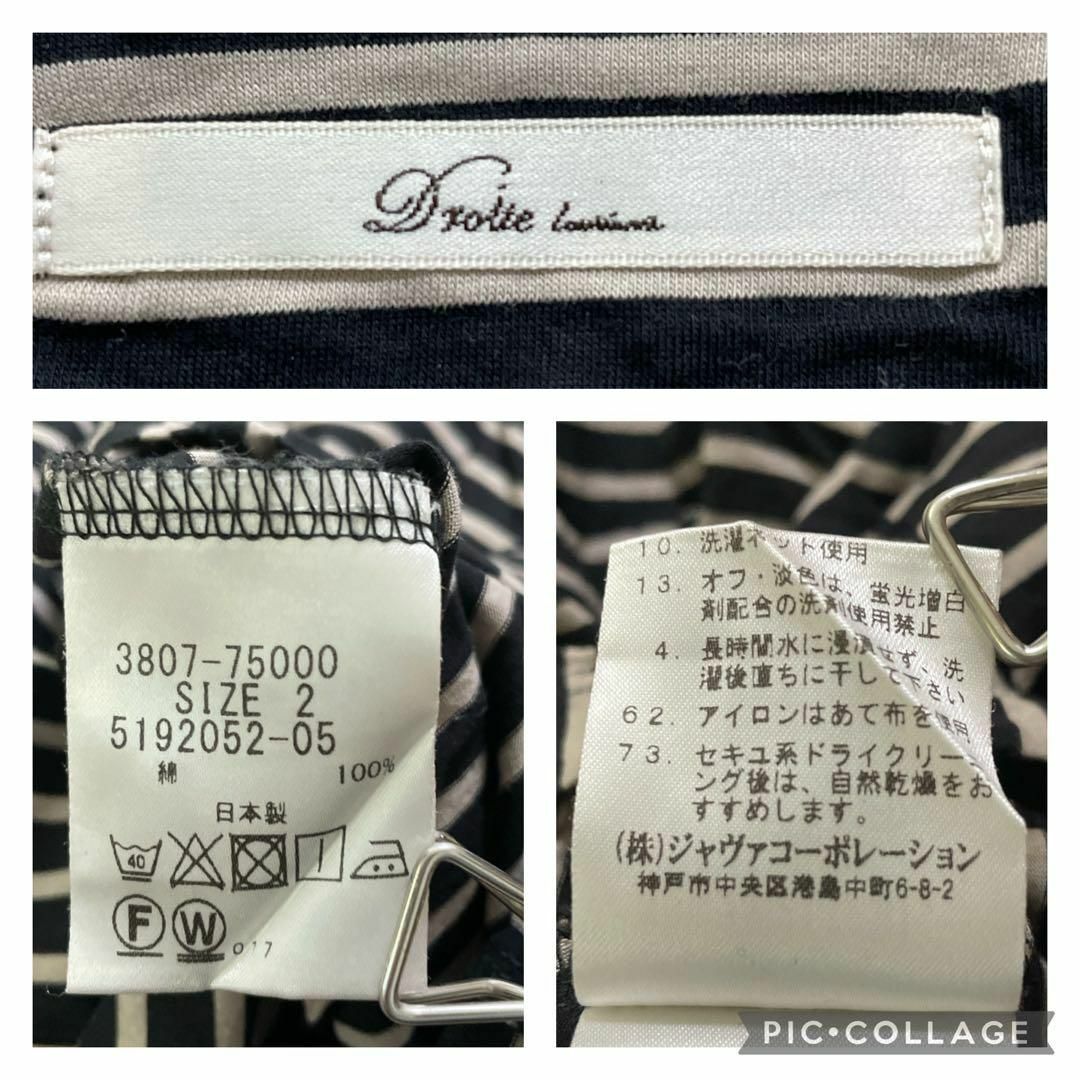 Droite lautréamont
3807-75000
SIZE 2
5192052-05
綿 100%
日本製
40
F W 017
10. 洗濯ネット使用
13. オフ・淡色は、蛍光増白
剤配合の洗剤使用禁止
4. 長時間水に浸漬せず、洗
濯後直ちに干して下さい
62 アイロンはあて布を使用
73. セキユ系ドライクリーニ
ング後は、自然乾燥をお
すすめします。
(株)ジャヴァコーポレーション
神戸市中央区港島中町6-8-2
PIC•COLLAGE